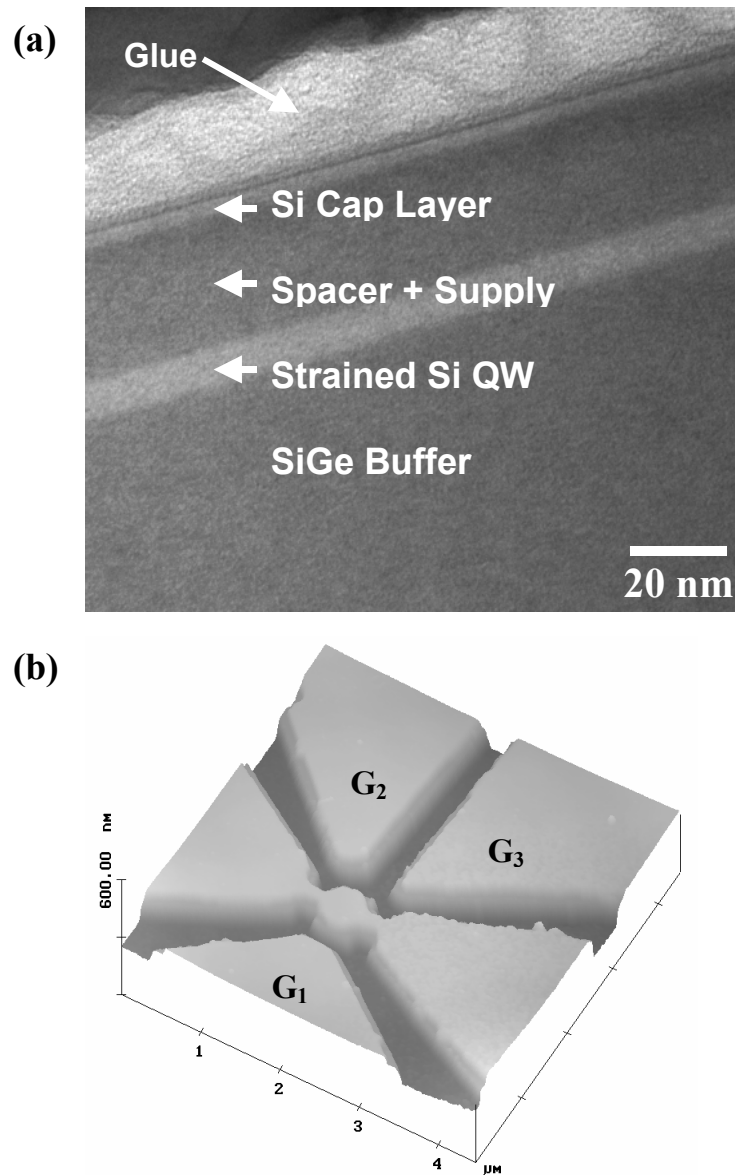 (a)
Glue
Si Cap Layer
Spacer + Supply
Strained Si QW
SiGe Buffer
20 nm
(b)
G₂
G₃
G₁
600.00 nM
1
2
3
4
μM